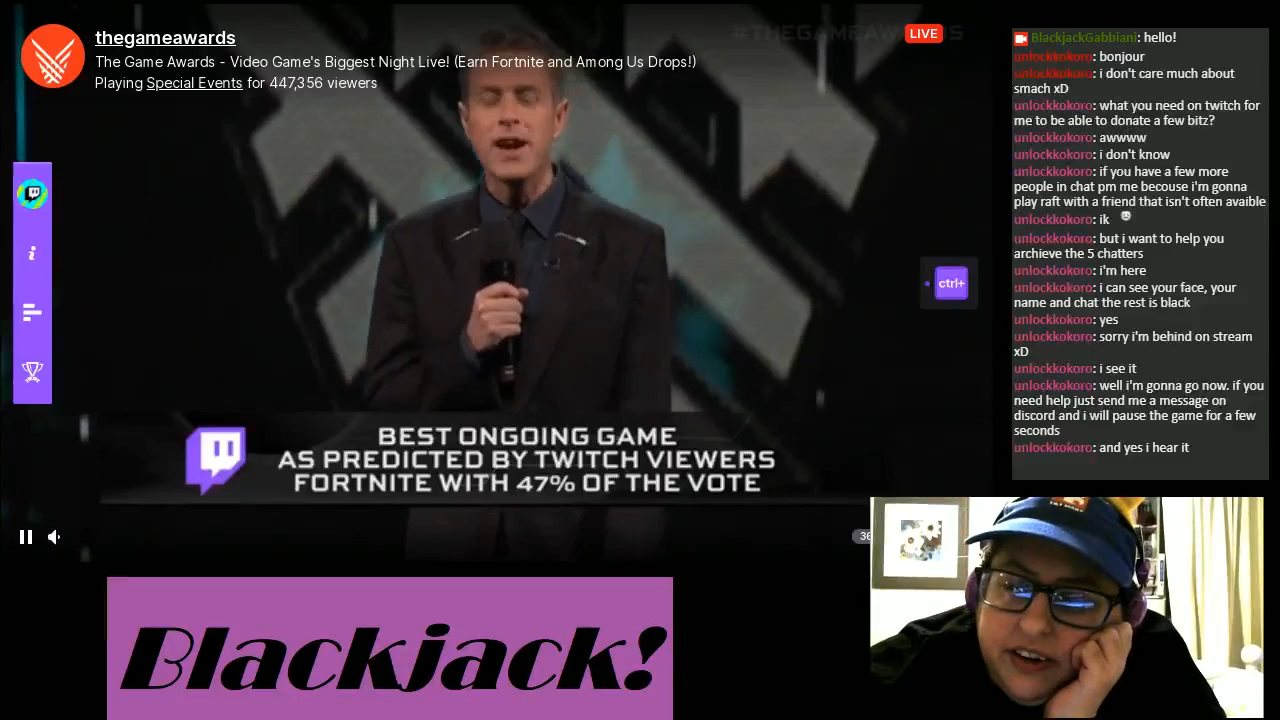 thegameawards
The Game Awards - Video Game's Biggest Night Live! (Earn Fortnite and Among Us Drops!)
Playing Special Events for 447,356 viewers
#THEGAMEAWARDS
LIVE
i
ctrl+
BEST ONGOING GAME
AS PREDICTED BY TWITCH VIEWERS
FORTNITE WITH 47% OF THE VOTE
36
Blackjack!
BlackjackGabbiani: hello!
unlockkokoro: bonjour
unlockkokoro: i don't care much about
smach xD
unlockkokoro: what you need on twitch for
me to be able to donate a few bitz?
unlockkokoro: awwww
unlockkokoro: i don't know
unlockkokoro: if you have a few more
people in chat pm me becouse i'm gonna
play raft with a friend that isn't often avaible
unlockkokoro: ik
unlockkokoro: but i want to help you
archieve the 5 chatters
unlockkokoro: i'm here
unlockkokoro: i can see your face, your
name and chat the rest is black
unlockkokoro: yes
unlockkokoro: sorry i'm behind on stream
xD
unlockkokoro: i see it
unlockkokoro: well i'm gonna go now. if you
need help just send me a message on
discord and i will pause the game for a few
seconds
unlockkokoro: and yes i hear it